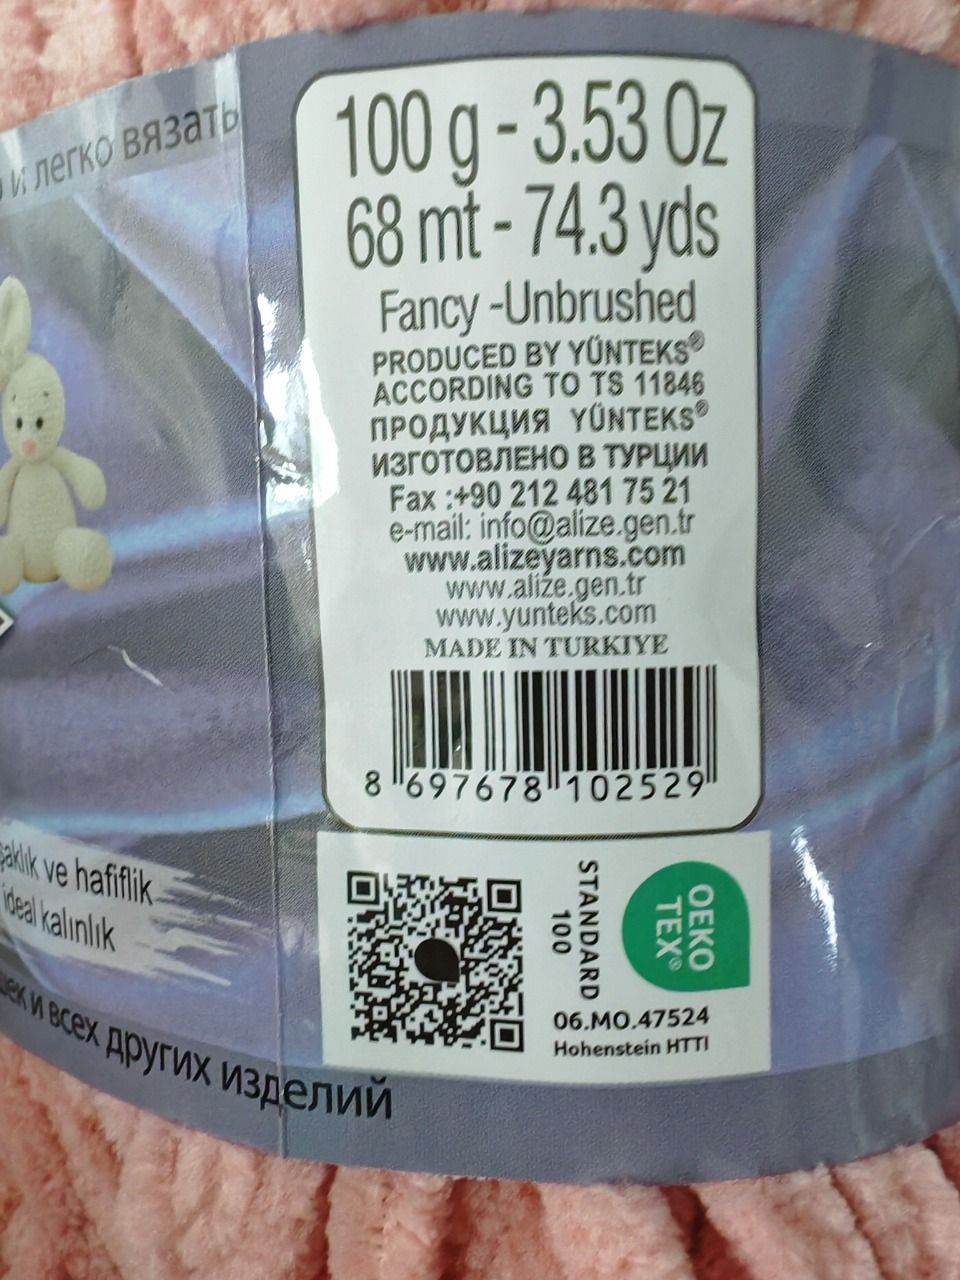 и легко вязать
100 g - 3.53 Oz
68 mt - 74.3 yds
Fancy -Unbrushed
PRODUCED BY YÜNTEKS®
ACCORDING TO TS 11846
ПРОДУКЦИЯ YÜNTEKS®
ИЗГОТОВЛЕНО В ТУРЦИИ
Fax :+90 212 481 75 21
e-mail: info@alize.gen.tr
www.alizeyarns.com
www.alize.gen.tr
www.yunteks.com
MADE IN TURKIYE
8 697678 102529
ve hafiflik
ideal kalınlık
и всех других изделий
STANDARD
100
OEKO
TEX®
06.MO.47524
Hohenstein HTTI